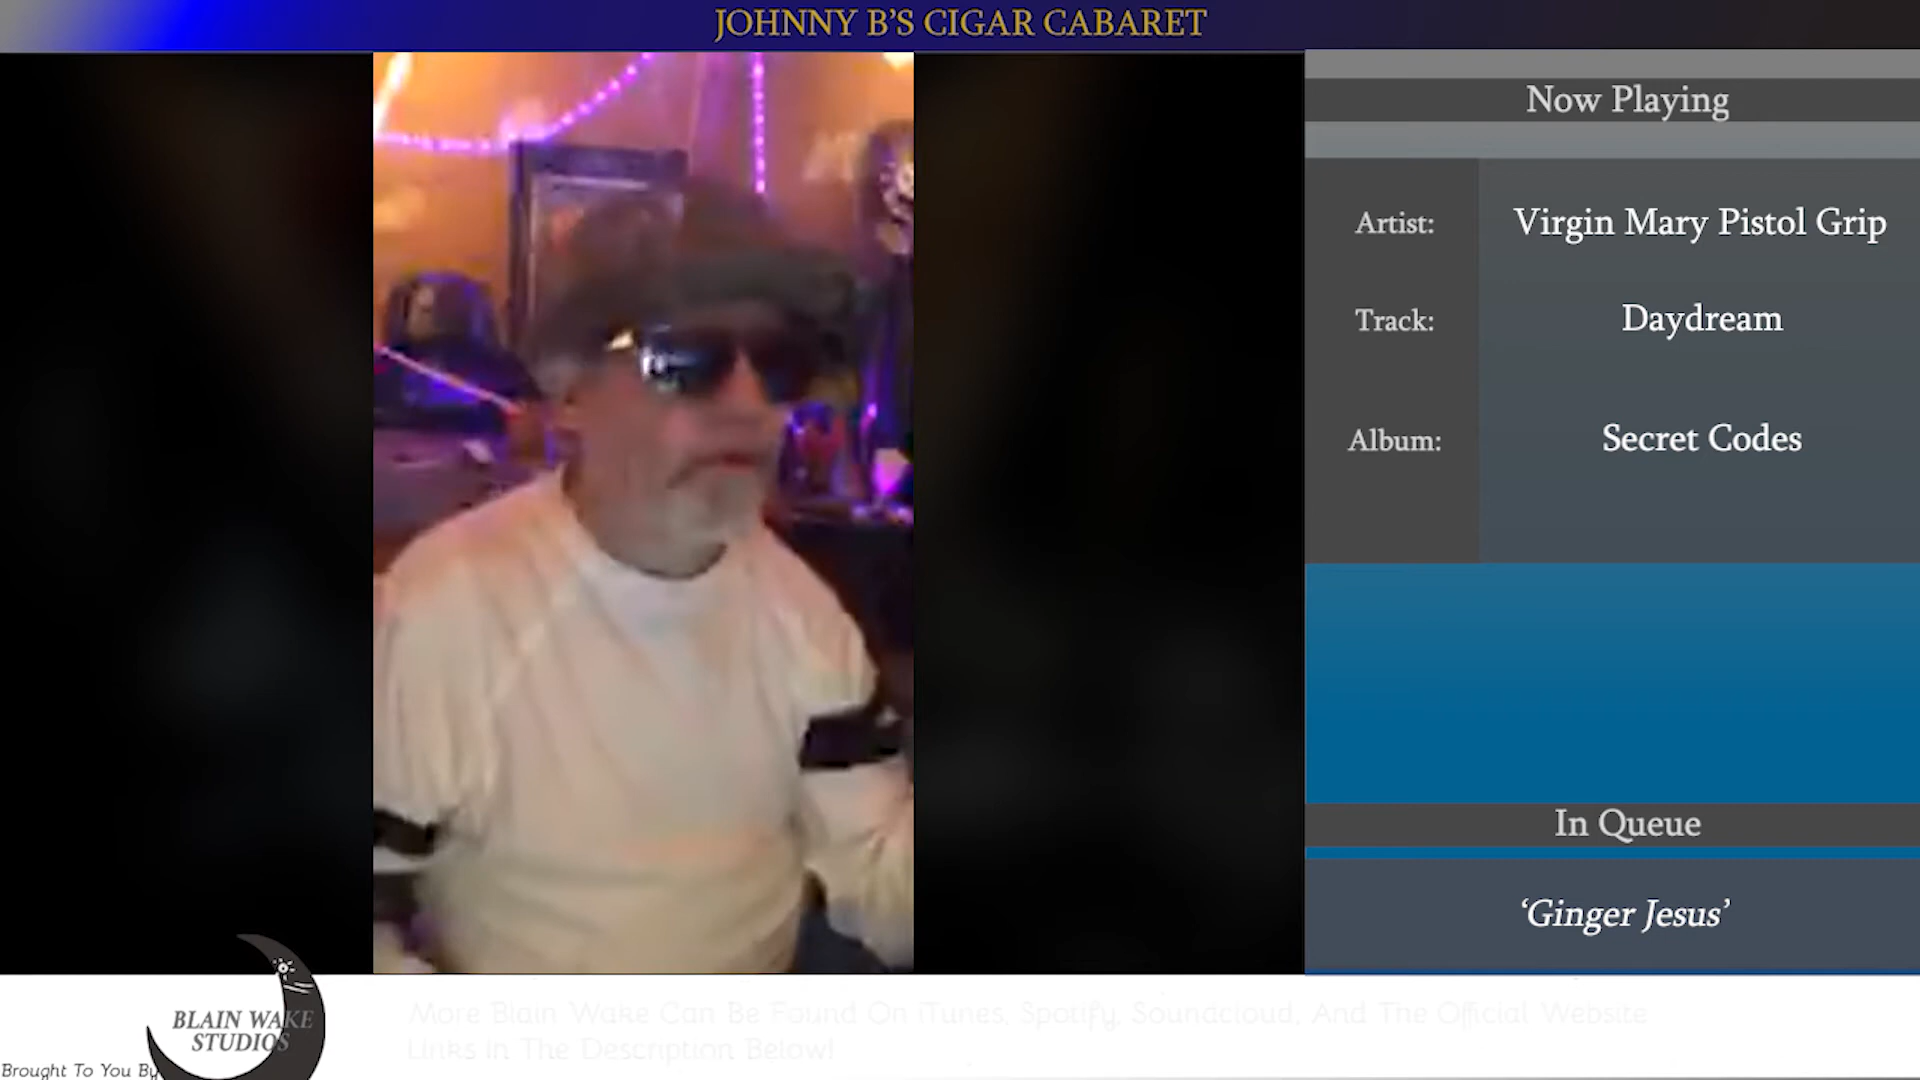 JOHNNY B'S CIGAR CABARET
Now Playing
Artist: Virgin Mary Pistol Grip
Track: Daydream
Album: Secret Codes
In Queue
‘Ginger Jesus’
More Blain Wake Can Be Found On iTunes, Spotify, Soundcloud, And The Official Website
Links In The Description Below!
BLAIN WAKE
STUDIOS
Brought To You By